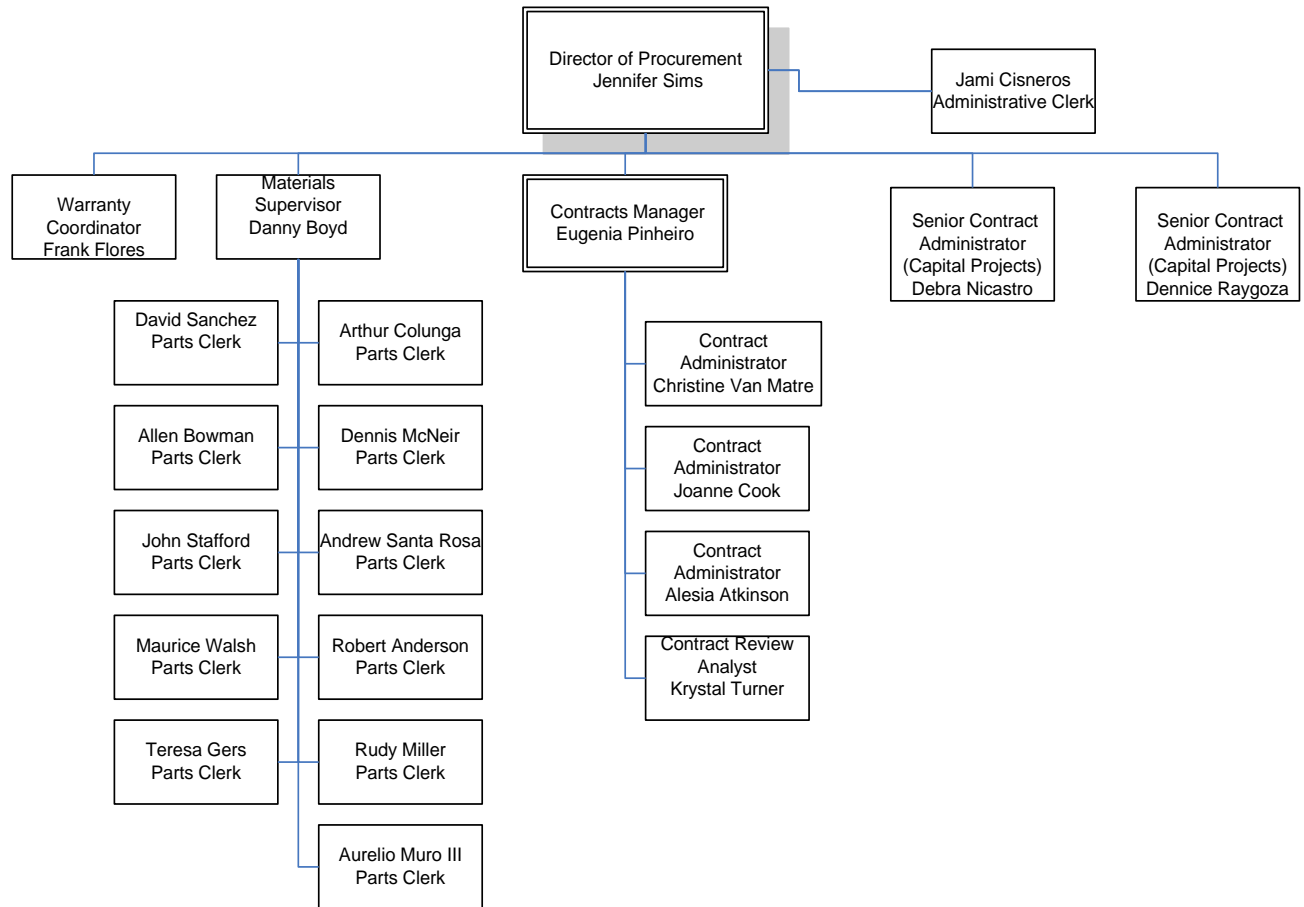 Director of Procurement
Jennifer Sims
Jami Cisneros
Administrative Clerk
Warranty
Coordinator
Frank Flores
Materials
Supervisor
Danny Boyd
Contracts Manager
Eugenia Pinheiro
Senior Contract
Administrator
(Capital Projects)
Debra Nicastro
Senior Contract
Administrator
(Capital Projects)
Dennice Raygoza
David Sanchez
Parts Clerk
Arthur Colunga
Parts Clerk
Allen Bowman
Parts Clerk
Dennis McNeir
Parts Clerk
John Stafford
Parts Clerk
Andrew Santa Rosa
Parts Clerk
Maurice Walsh
Parts Clerk
Robert Anderson
Parts Clerk
Teresa Gers
Parts Clerk
Rudy Miller
Parts Clerk
Aurelio Muro III
Parts Clerk
Contract
Administrator
Christine Van Matre
Contract
Administrator
Joanne Cook
Contract
Administrator
Alesia Atkinson
Contract Review
Analyst
Krystal Turner